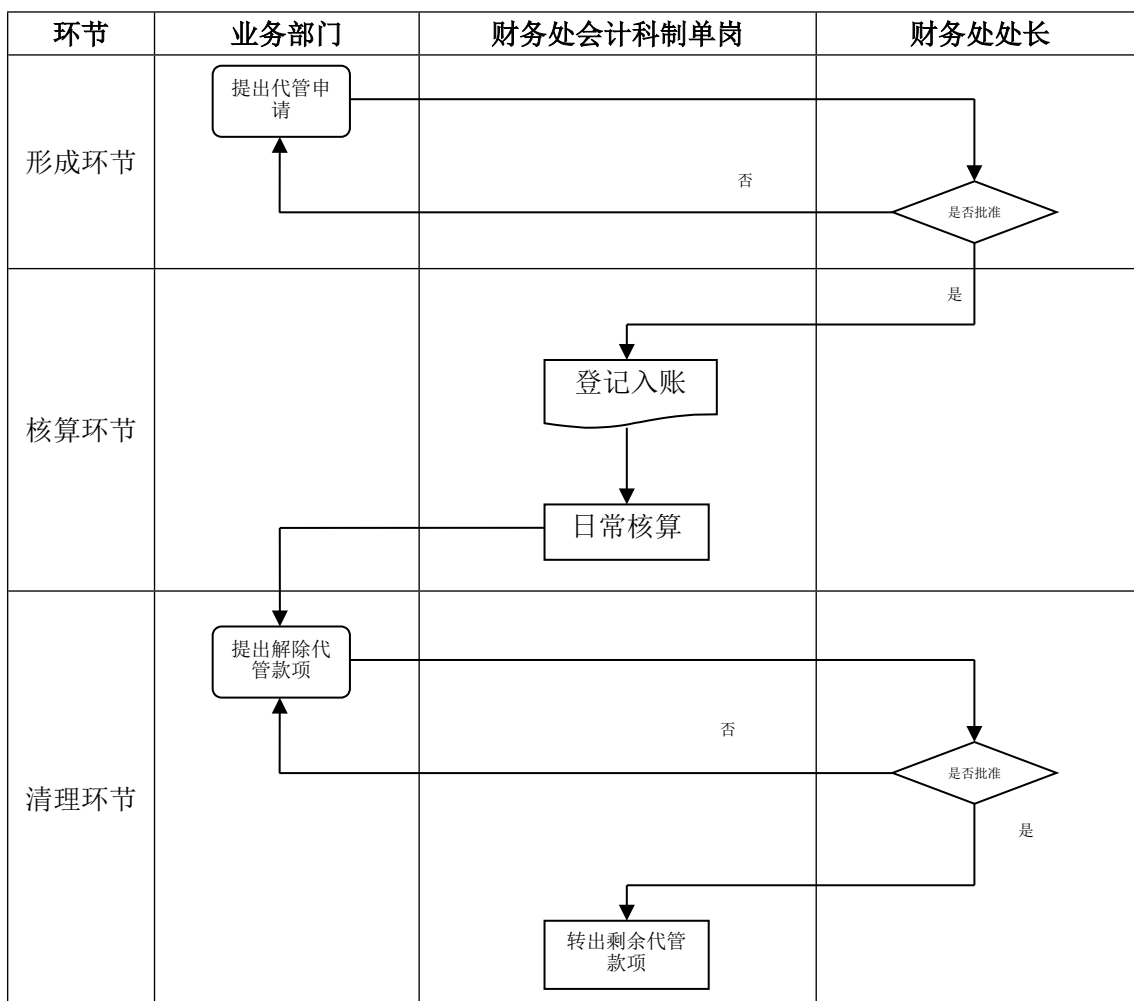 环节 业务部门 财务处会计科制单岗 财务处处长
提出代管申
请
形成环节
否
是否批准
是
登记入账
核算环节
日常核算
提出解除代
管款项
否
是否批准
清理环节
是
转出剩余代管
款项